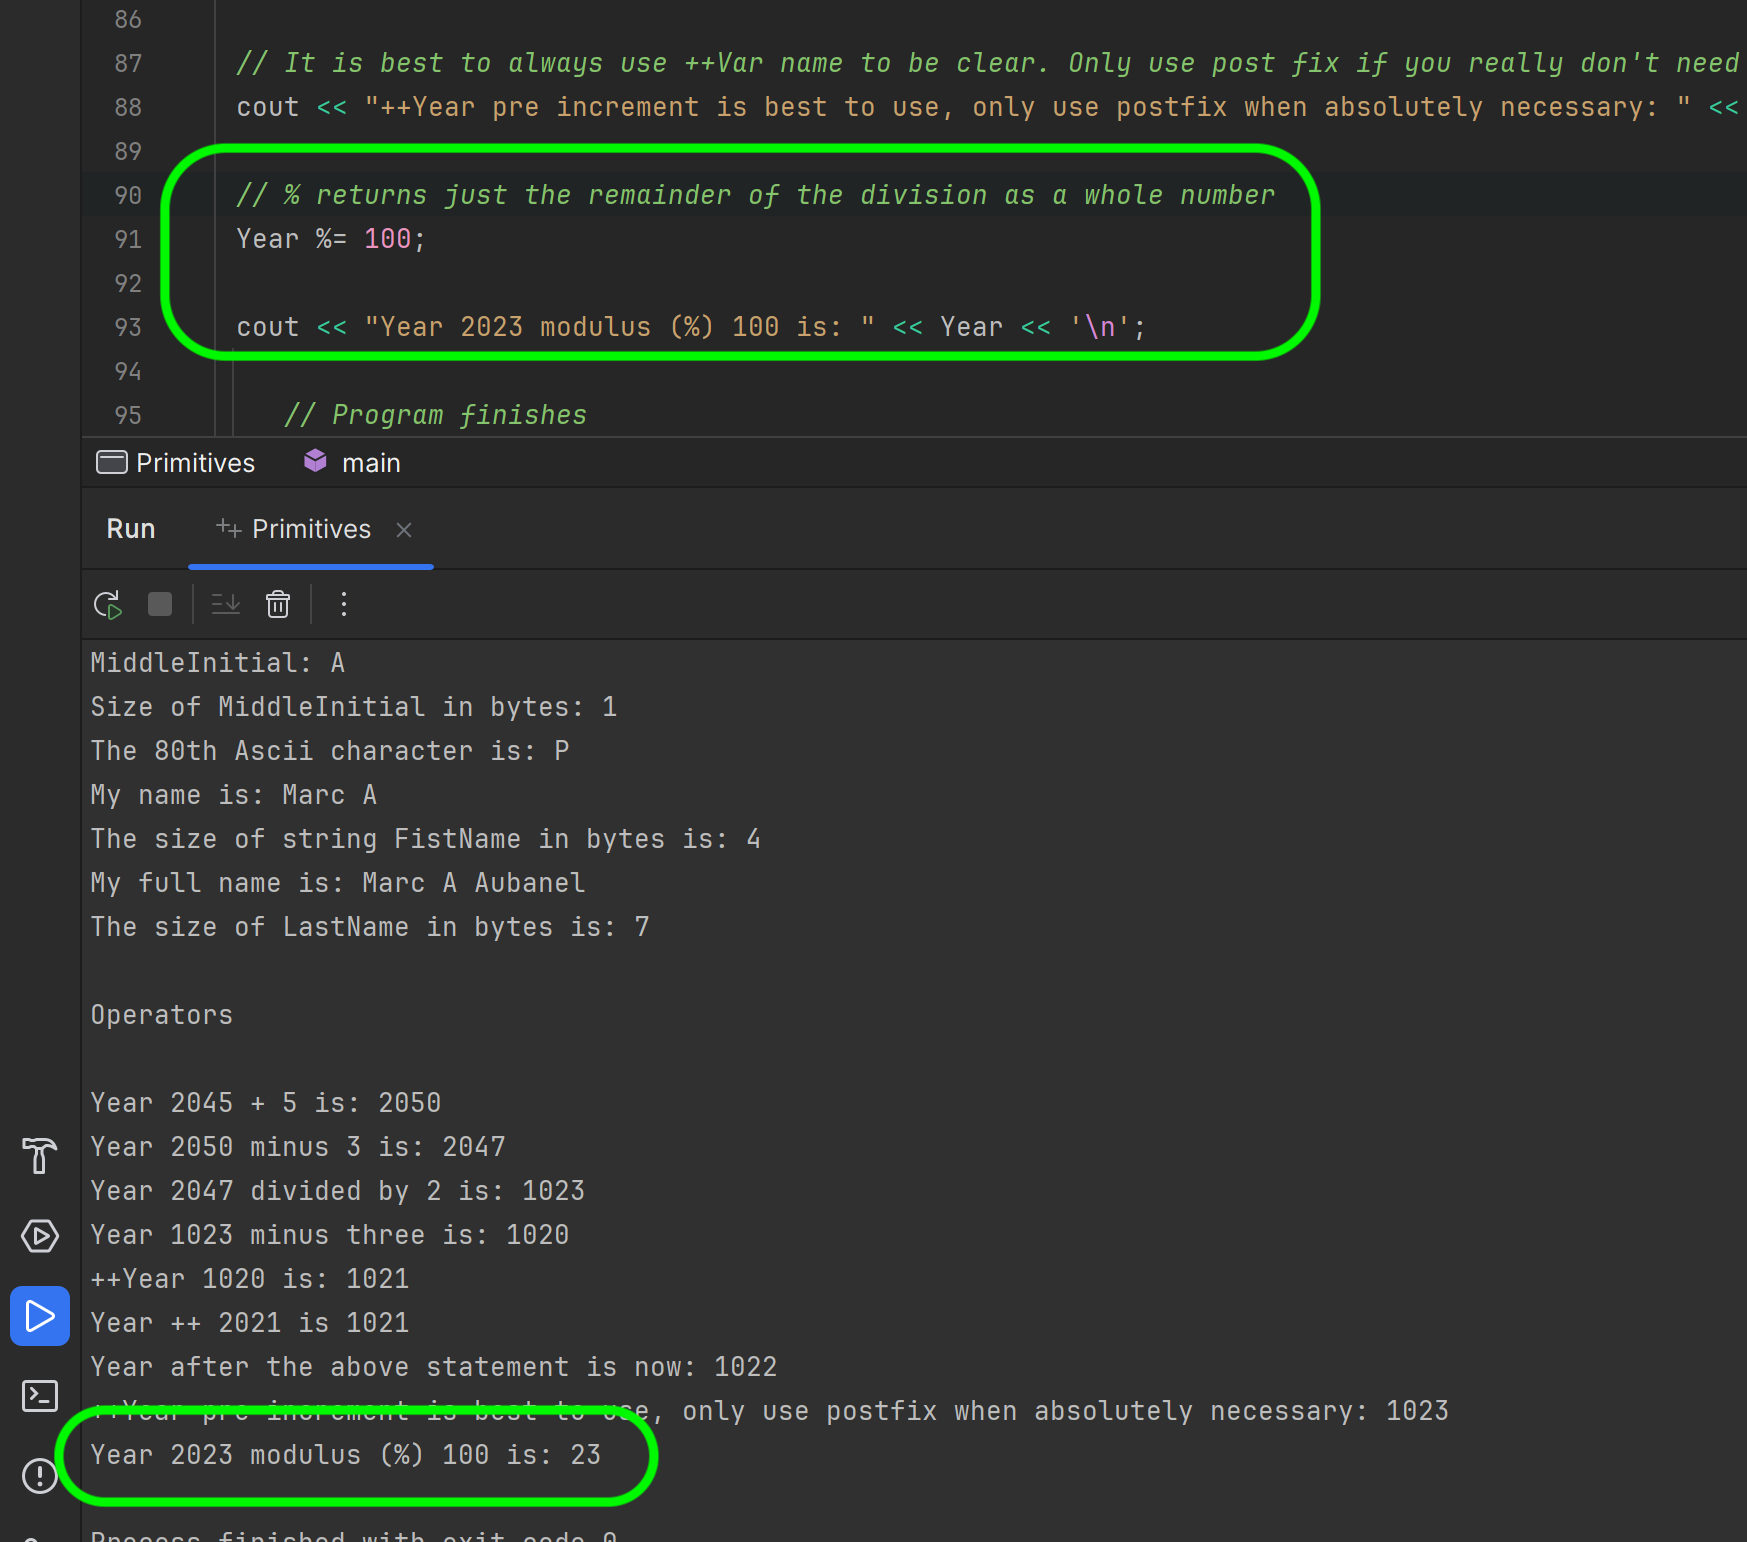 86
87 // It is best to always use ++Var name to be clear. Only use post fix if you really don't need
88 cout << "++Year pre increment is best to use, only use postfix when absolutely necessary: " <<
89
90 // % returns just the remainder of the division as a whole number
91 Year %= 100;
92
93 cout << "Year 2023 modulus (%) 100 is: " << Year << '\n';
94
95 // Program finishes
Primitives main
Run Primitives
MiddleInitial: A
Size of MiddleInitial in bytes: 1
The 80th Ascii character is: P
My name is: Marc A
The size of string FistName in bytes is: 4
My full name is: Marc A Aubanel
The size of LastName in bytes is: 7
Operators
Year 2045 + 5 is: 2050
Year 2050 minus 3 is: 2047
Year 2047 divided by 2 is: 1023
Year 1023 minus three is: 1020
++Year 1020 is: 1021
Year ++ 2021 is 1021
Year after the above statement is now: 1022
++Year pre increment is best to use, only use postfix when absolutely necessary: 1023
Year 2023 modulus (%) 100 is: 23
Process finished with exit code 0